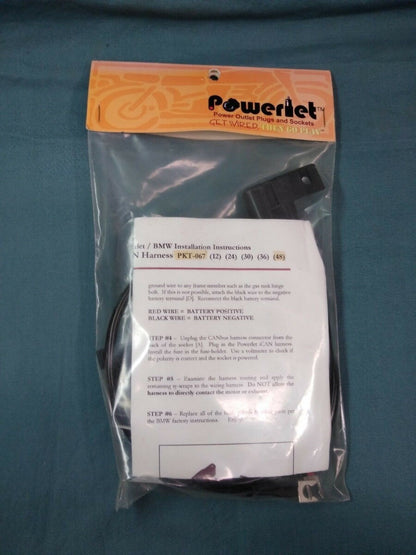 Powerlet™
Power Outlet Plugs and Sockets
GET WIRED, THEN GO PLAY™
let / BMW Installation Instructions
N Harness PKT-067 (12) (24) (30) (36) (48)
ground wire to any frame member such as the gas tank hinge
bolt. If this is not possible, attach the black wire to the negative
battery terminal [D]. Reconnect the black battery terminal.
RED WIRE = BATTERY POSITIVE
BLACK WIRE = BATTERY NEGATIVE
STEP #4 - Unplug the CANbus harness connector from the
back of the socket [A]. Plug in the Powerlet iCAN harness.
Install the fuse in the fuse-holder. Use a voltmeter to check if
the polarity is correct and the socket is powered.
STEP #5 - Examine the harness routing and apply the
remaining ty-wraps to the wiring harness. Do NOT allow the
harness to directly contact the motor or exhaust.
STEP #6 - Replace all of the parts per
the BMW factory instructions.